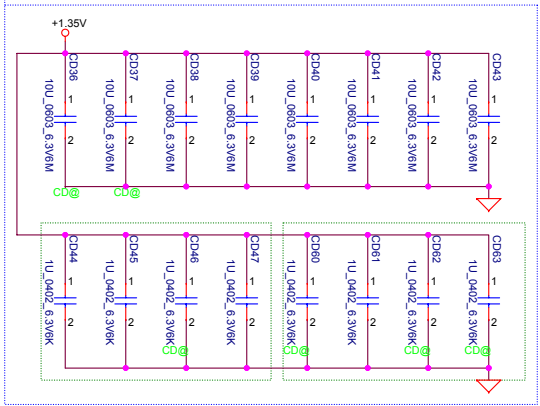 +1.35V
CD36
10U_0603_6.3V6M
1
2
CD@
CD37
10U_0603_6.3V6M
1
2
CD@
CD38
10U_0603_6.3V6M
1
2
CD39
10U_0603_6.3V6M
1
2
CD40
10U_0603_6.3V6M
1
2
CD41
10U_0603_6.3V6M
1
2
CD42
10U_0603_6.3V6M
1
2
CD43
10U_0603_6.3V6M
1
2
CD44
1U_0402_6.3V6K
1
2
CD45
1U_0402_6.3V6K
1
2
CD46
1U_0402_6.3V6K
1
2
CD@
CD47
1U_0402_6.3V6K
1
2
CD60
1U_0402_6.3V6K
1
2
CD@
CD61
1U_0402_6.3V6K
1
2
CD62
1U_0402_6.3V6K
1
2
CD@
CD63
1U_0402_6.3V6K
1
2
CD@